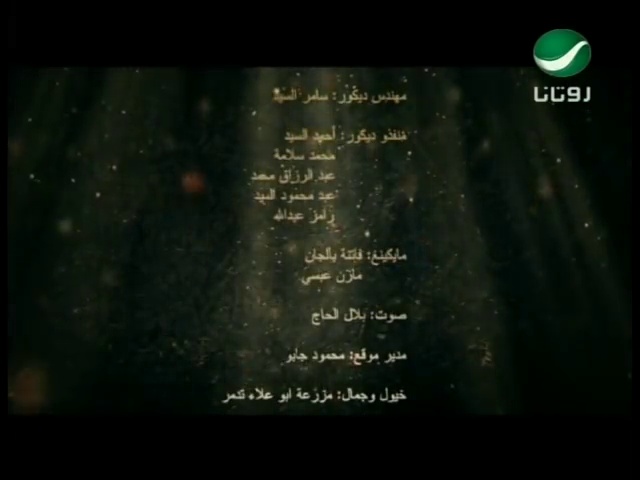 روتانا
مهندس ديكور: سامر السيد
منفذو ديكور: أحمد السيد
محمد سلامة
عبد الرزاق محمد
عبد محمود السيد
رامز عبدالله
مايكينغ: فاتنة بالجان
مازن عبسي
صوت: بلال الحاج
مدير موقع: محمود جابو
خيول وجمال: مزرعة ابو علاء تدمر